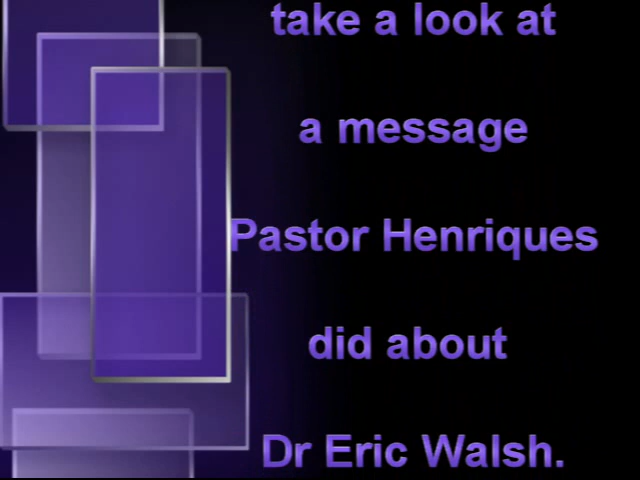 take a look at
a message
Pastor Henriques
did about
Dr Eric Walsh.